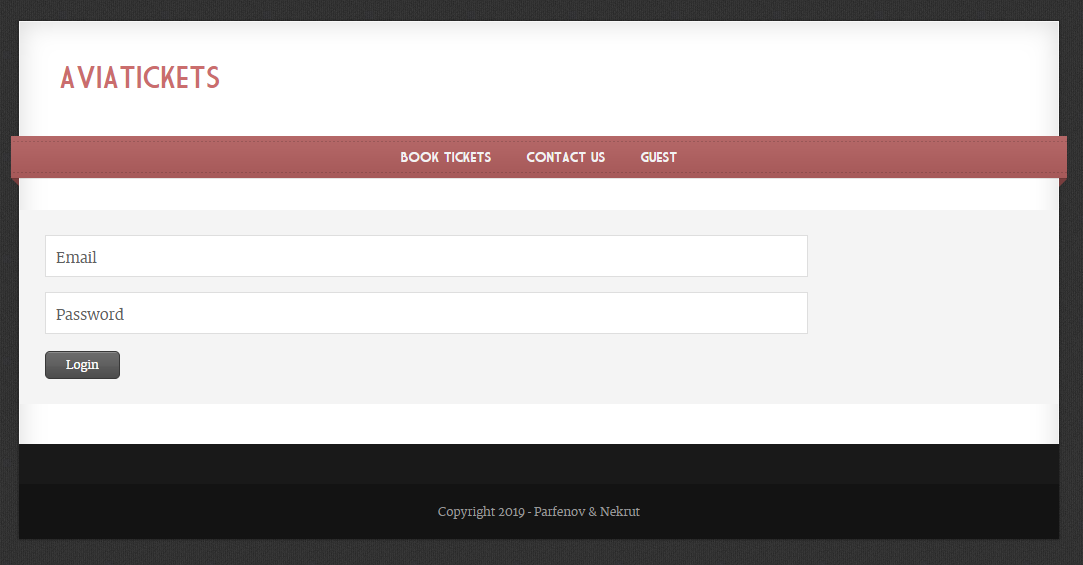 AVIATICKETS
BOOK TICKETS CONTACT US GUEST
Email
Password
Login
Copyright 2019 - Parfenov & Nekrut